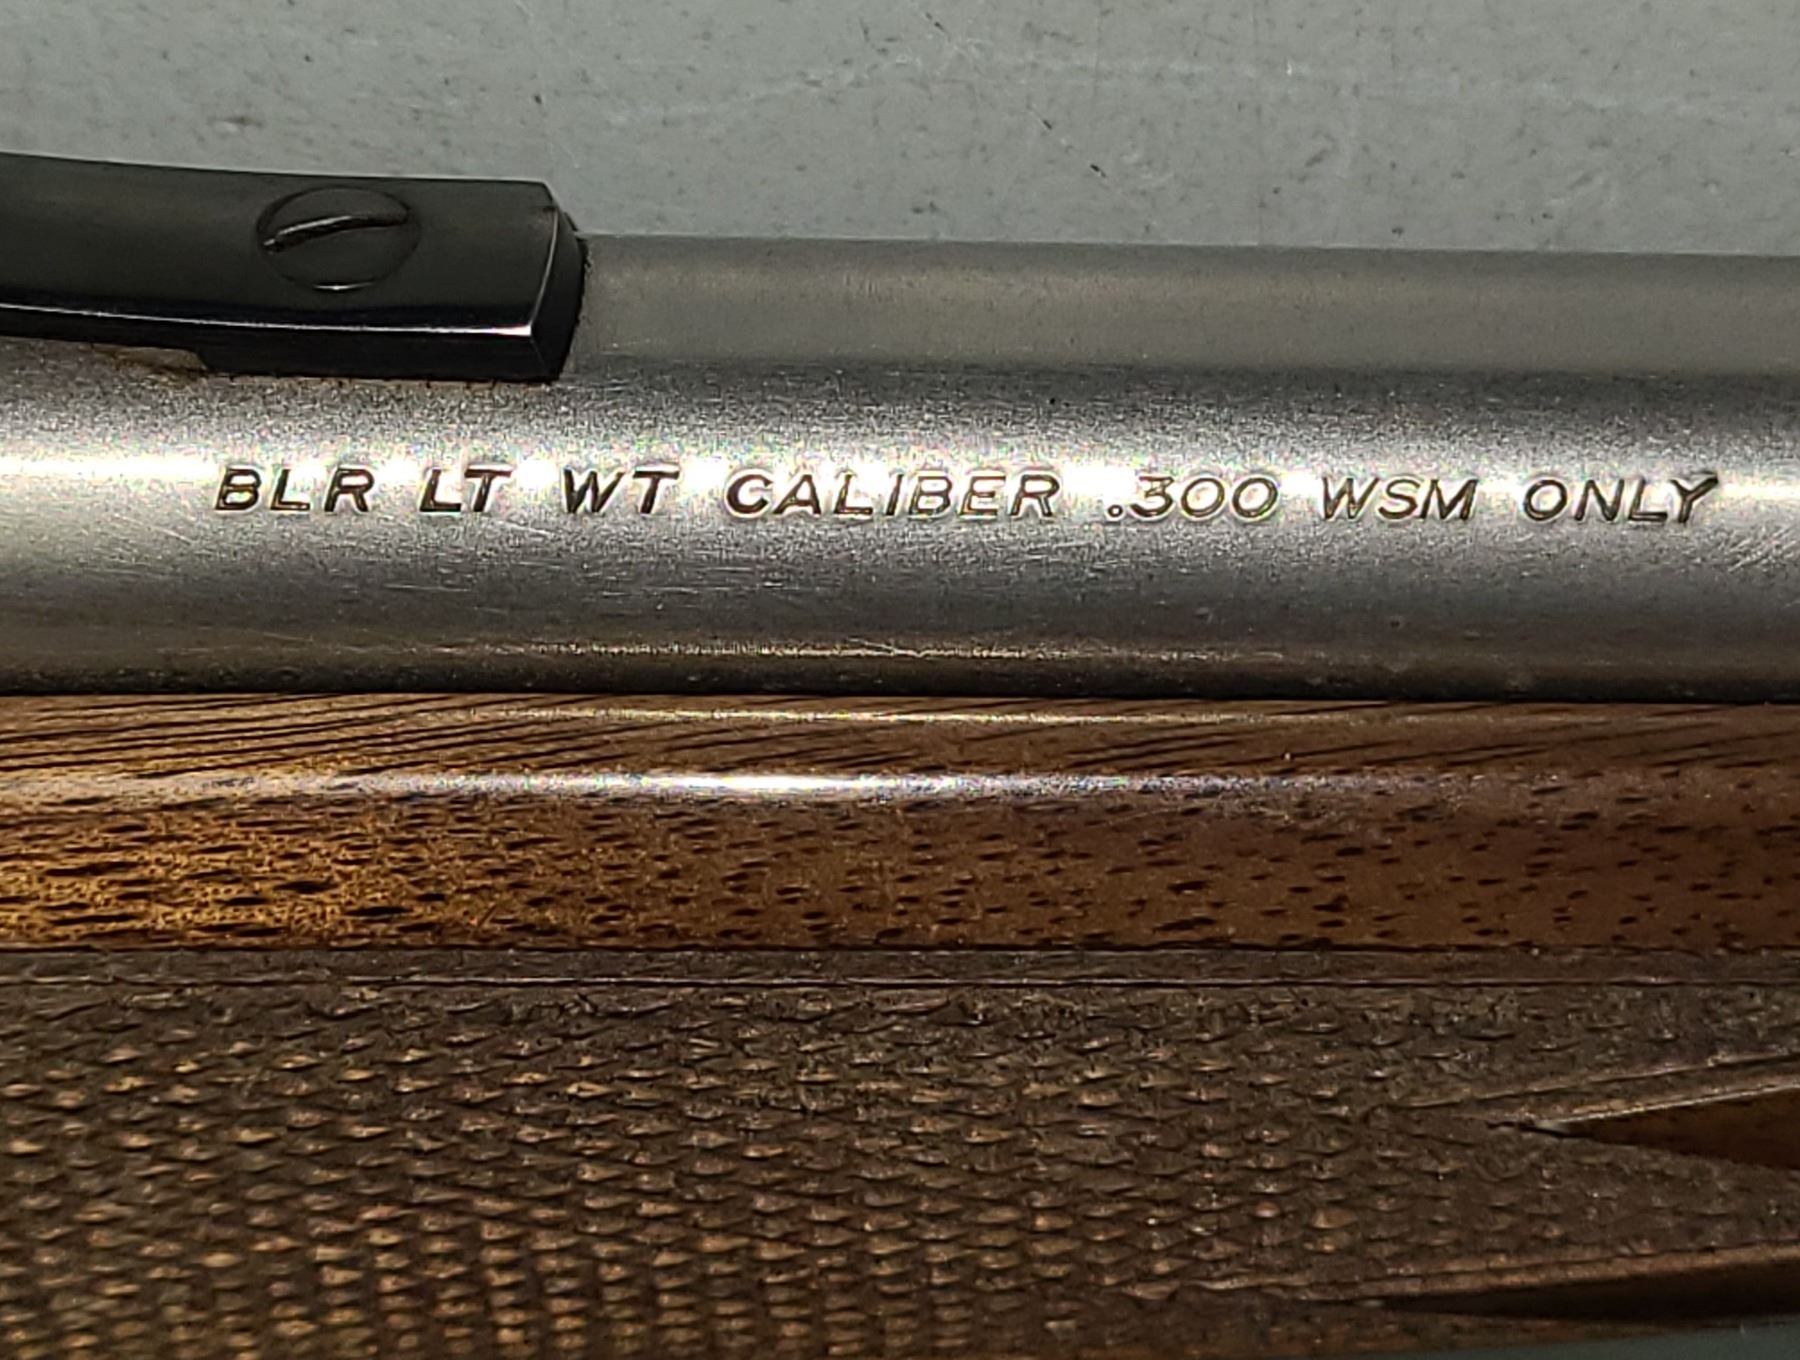 BLR LT WT CALIBER .300 WSM ONLY